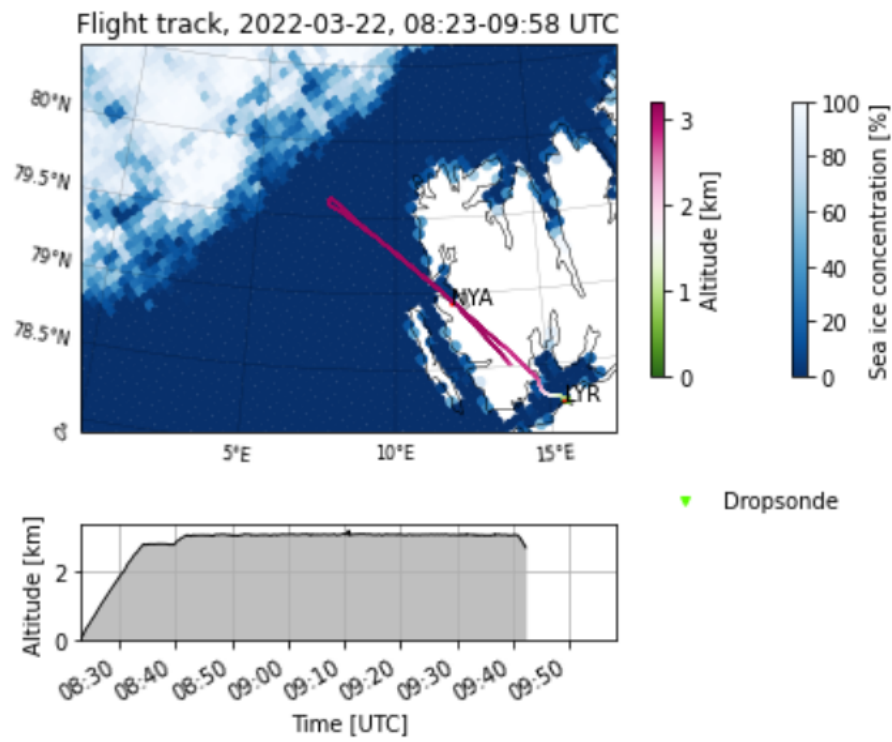 Flight track, 2022-03-22, 08:23-09:58 UTC
80°N
79.5°N
79°N
78.5°N
5°E
10°E
15°E
NYA
LYR
3
2
1
0
Altitude [km]
100
80
60
40
20
0
Sea ice concentration [%]
Dropsonde
Altitude [km]
2
0
08:30
08:40
08:50
09:00
09:10
09:20
09:30
09:40
09:50
Time [UTC]